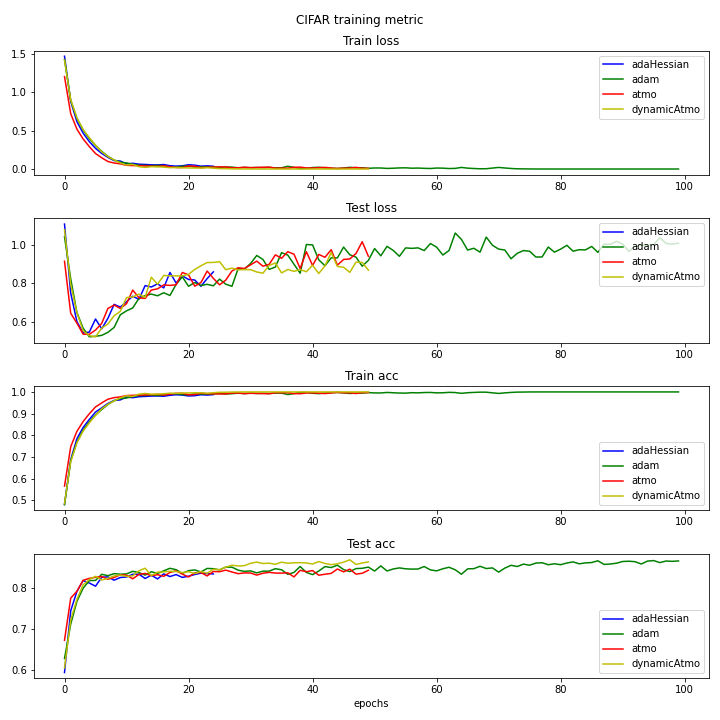 CIFAR training metric
Train loss
1.5
1.0
0.5
0.0
adaHessian
adam
atmo
dynamicAtmo
0 20 40 60 80 100
Test loss
1.0
0.8
0.6
adaHessian
adam
atmo
dynamicAtmo
0 20 40 60 80 100
Train acc
1.0
0.9
0.8
0.7
0.6
0.5
adaHessian
adam
atmo
dynamicAtmo
0 20 40 60 80 100
Test acc
0.8
0.7
0.6
adaHessian
adam
atmo
dynamicAtmo
0 20 40 60 80 100
epochs